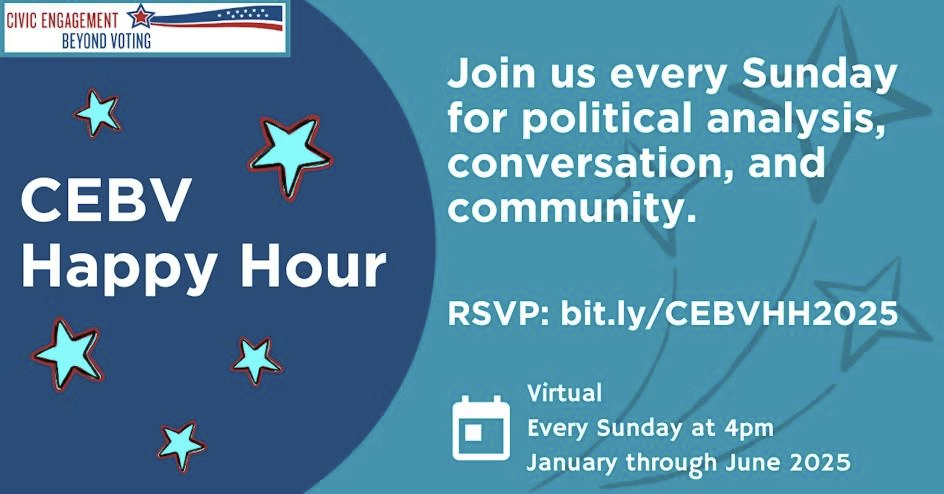 CIVIC ENGAGEMENT
BEYOND VOTING
CEBV
Happy Hour
Join us every Sunday
for political analysis,
conversation, and
community.
RSVP: bit.ly/CEBVHH2025
Virtual
Every Sunday at 4pm
January through June 2025